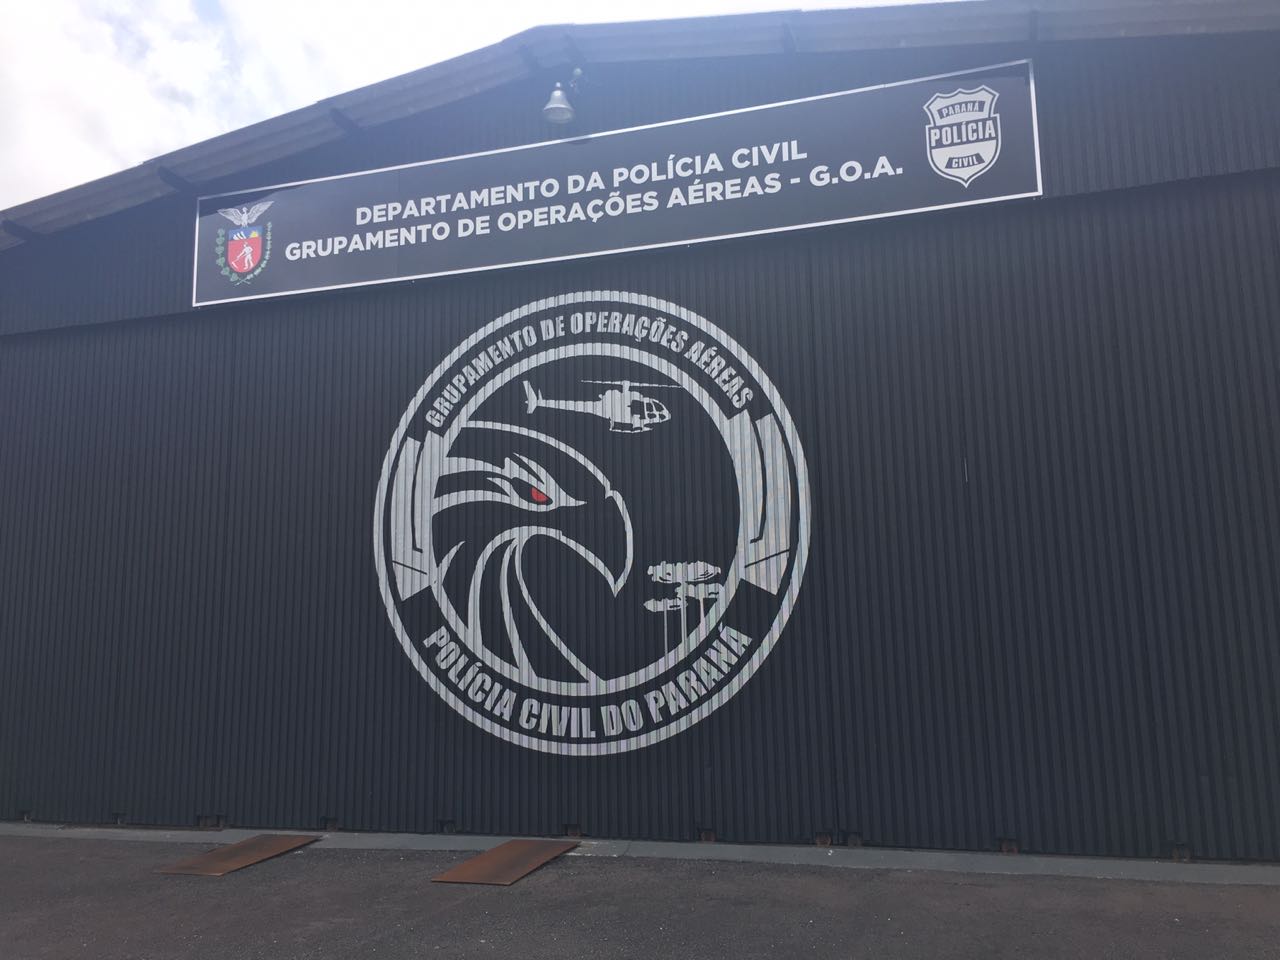 DEPARTAMENTO DA POLÍCIA CIVIL
GRUPAMENTO DE OPERAÇÕES AÉREAS - G.O.A.
PARANÁ
POLÍCIA
CIVIL
GRUPAMENTO DE OPERAÇÕES AÉREAS
POLÍCIA CIVIL DO PARANÁ